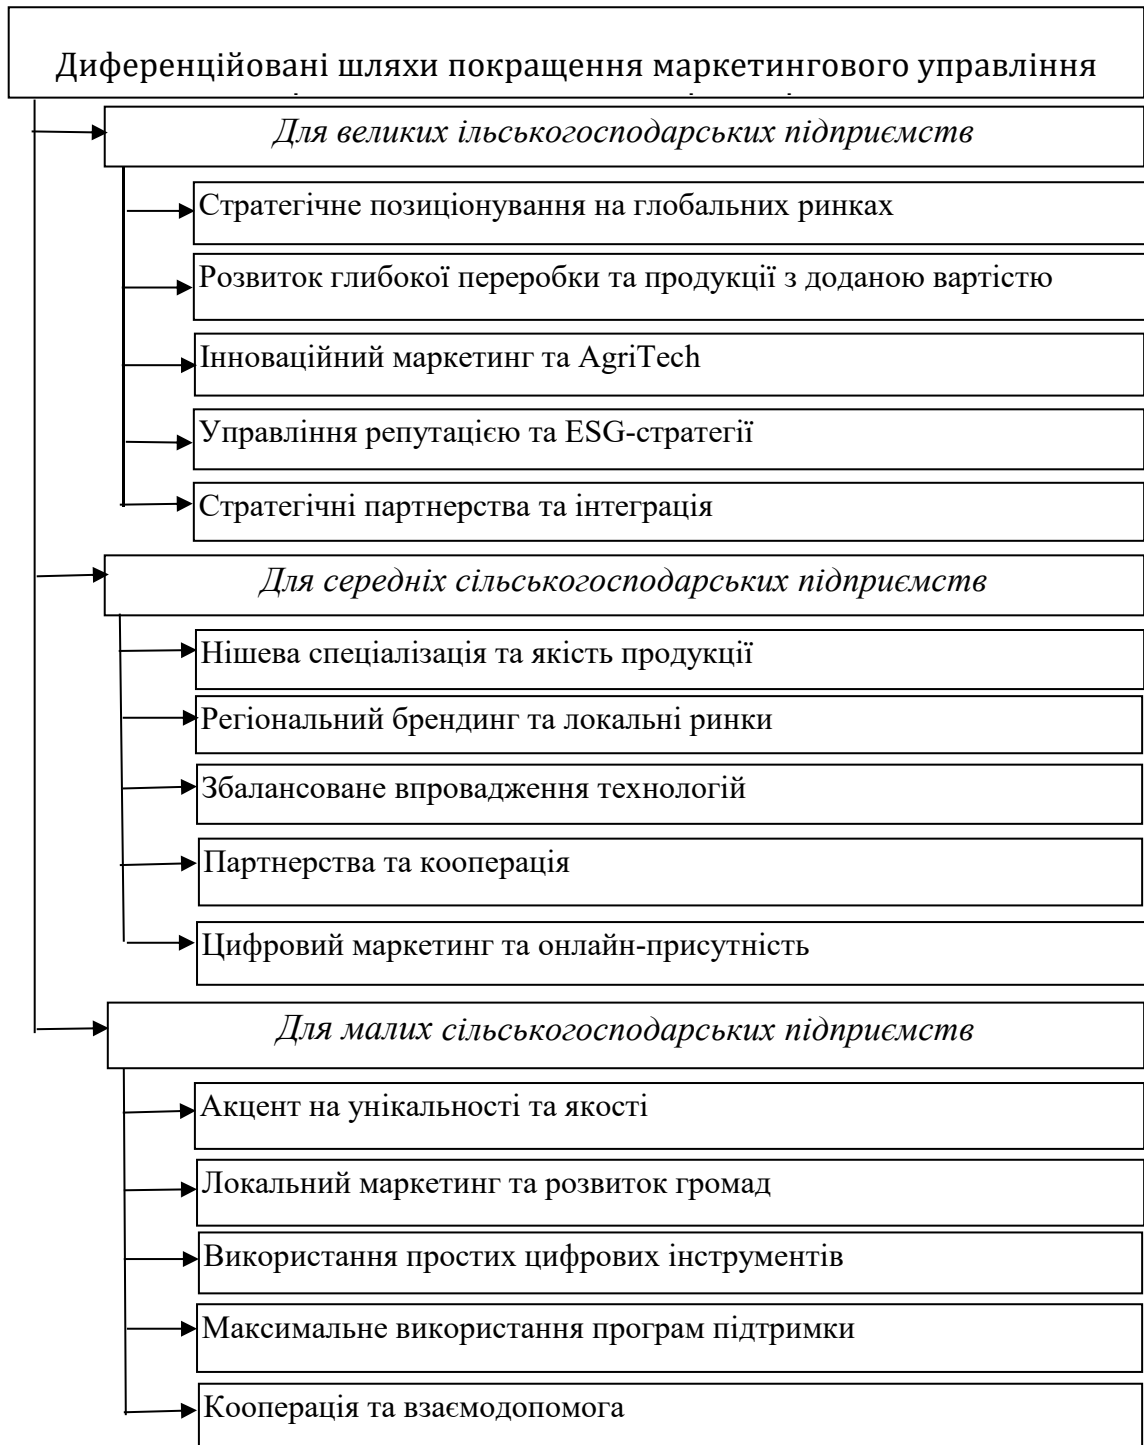 Диференційовані шляхи покращення маркетингового управління
Для великих ільськогосподарських підприємств
Стратегічне позиціонування на глобальних ринках
Розвиток глибокої переробки та продукції з доданою вартістю
Інноваційний маркетинг та AgriTech
Управління репутацією та ESG-стратегії
Стратегічні партнерства та інтеграція
Для середніх сільськогосподарських підприємств
Нішева спеціалізація та якість продукції
Регіональний брендинг та локальні ринки
Збалансоване впровадження технологій
Партнерства та кооперація
Цифровий маркетинг та онлайн-присутність
Для малих сільськогосподарських підприємств
Акцент на унікальності та якості
Локальний маркетинг та розвиток громад
Використання простих цифрових інструментів
Максимальне використання програм підтримки
Кооперація та взаємодопомога